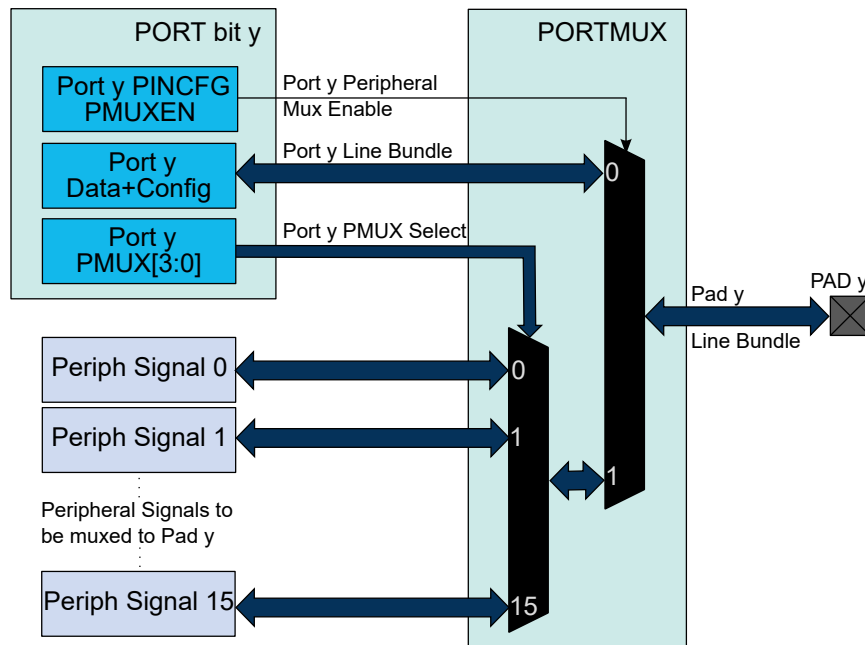 PORT bit y
PORTMUX
Port y PINCFG
PMUXEN
Port y Peripheral
Mux Enable
Port y
Data+Config
Port y Line Bundle
0
Port y
PMUX[3:0]
Port y PMUX Select
Pad y
Line Bundle
PAD y
Periph Signal 0
0
Periph Signal 1
1
1
Peripheral Signals to
be muxed to Pad y
Periph Signal 15
15